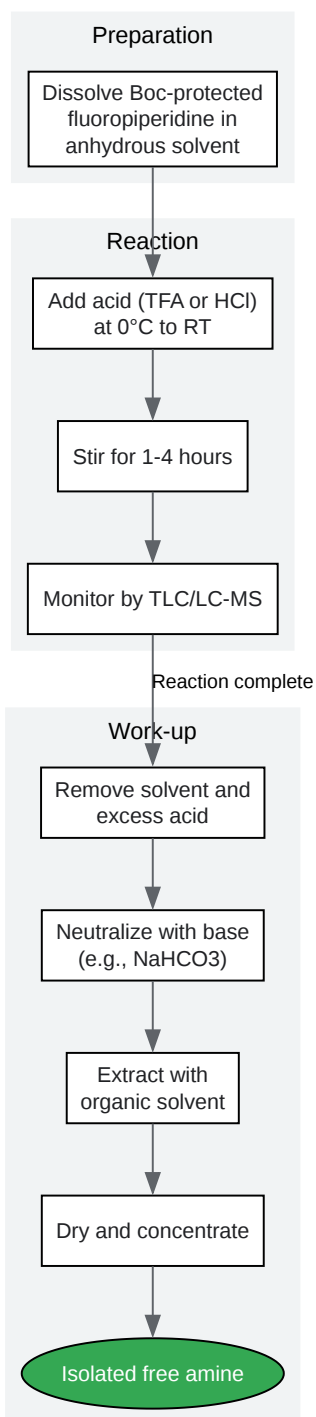 Preparation
Dissolve Boc-protected
fluoropiperidine in
anhydrous solvent
Reaction
Add acid (TFA or HCl)
at 0°C to RT
Stir for 1-4 hours
Monitor by TLC/LC-MS
Reaction complete
Work-up
Remove solvent and
excess acid
Neutralize with base
(e.g., NaHCO3)
Extract with
organic solvent
Dry and concentrate
Isolated free amine